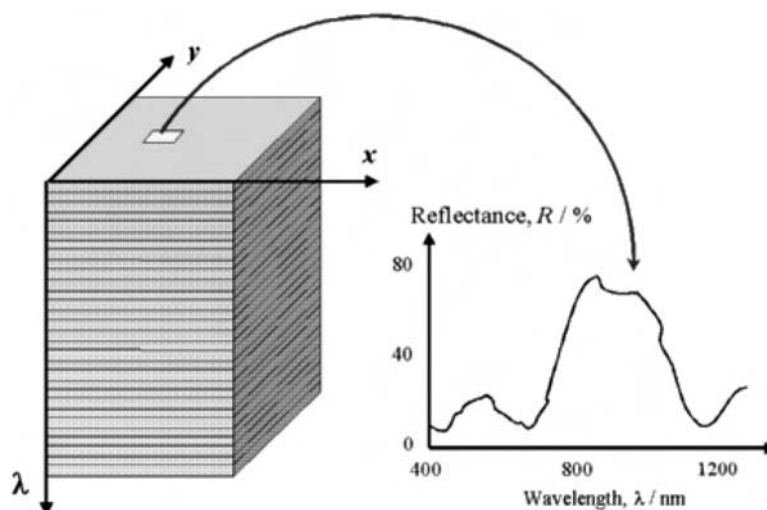 y
x
λ
Reflectance, R / %
80
40
0
400 800 1200
Wavelength, λ / nm